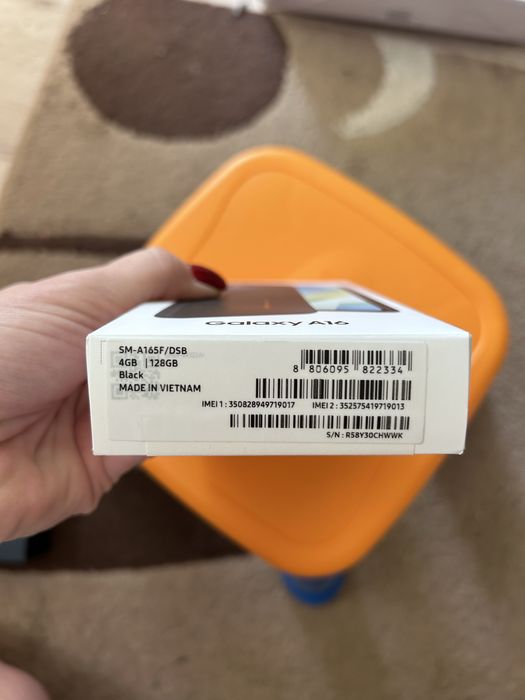 Galaxy A16
SM-A165F/DSB
4GB |128GB
Black
MADE IN VIETNAM
8 806095 822334
IMEI 1 : 350828949719017 IMEI 2 : 352575419719013
S/N : R58Y30CHWWK